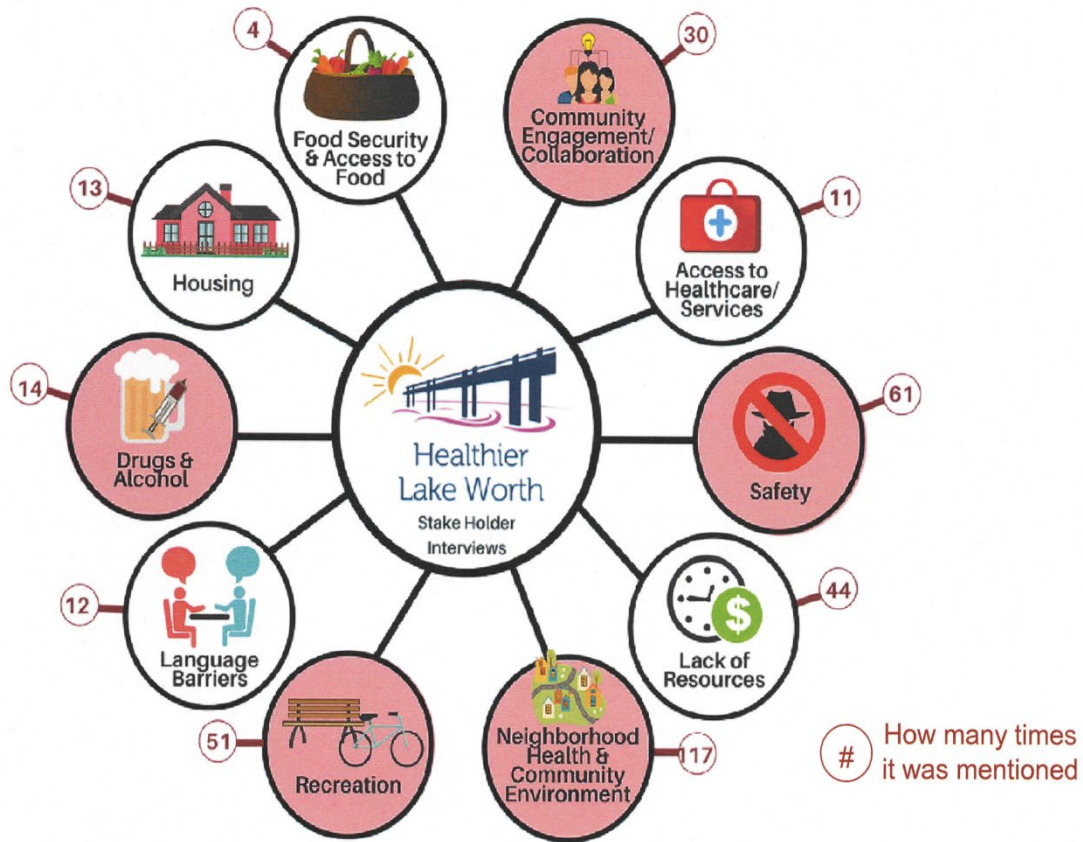 4
Food Security
& Access to
Food
30
Community
Engagement/
Collaboration
13
Housing
11
Access to
Healthcare/
Services
14
Drugs &
Alcohol
Healthier
Lake Worth
Stake Holder
Interviews
61
Safety
12
Language
Barriers
44
$
Lack of
Resources
51
Recreation
Neighborhood
Health &
Community
Environment
117
#
How many times
it was mentioned